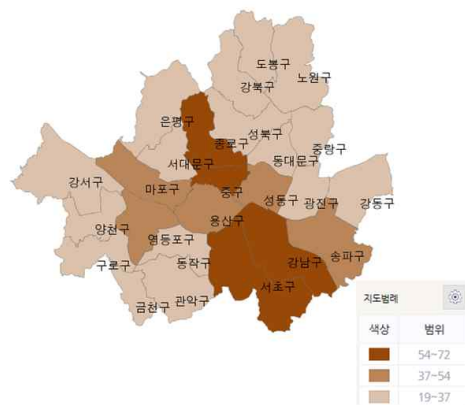 도봉구
노원구
강북구
은평구
종로구
성북구
중랑구
서대문구
동대문구
강서구
마포구
중구
성동구
광진구
강동구
양천구
용산구
영등포구
송파구
구로구
동작구
강남구
서초구
금천구
관악구
지도범례
색상 범위
54~72
37~54
19~37